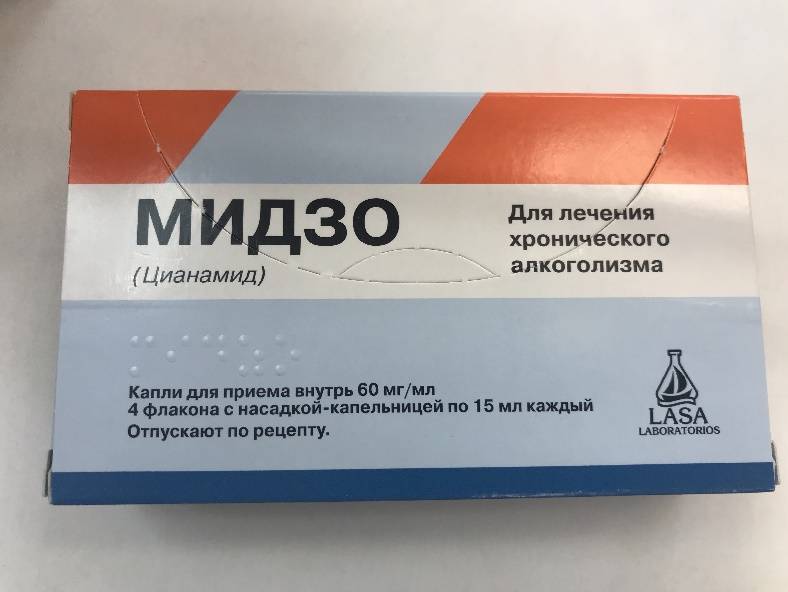 МИДЗО
(Цианамид)
Для лечения
хронического
алкоголизма
Капли для приема внутрь 60 мг/мл
4 флакона с насадкой-капельницей по 15 мл каждый
Отпускают по рецепту.
LASA
LABORATORIOS